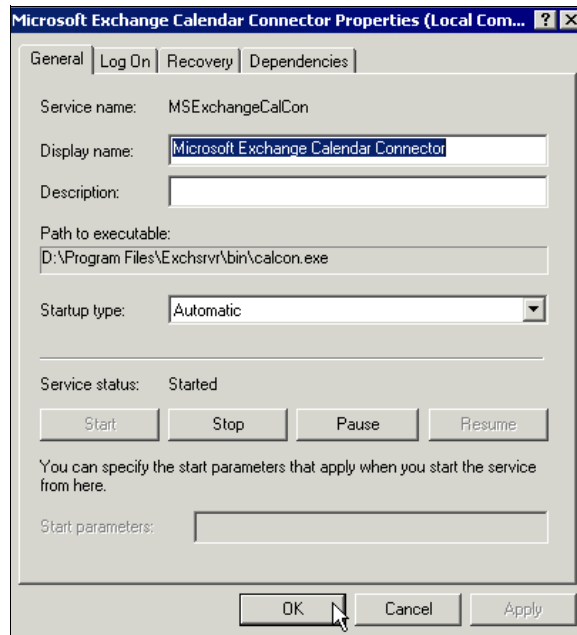 Microsoft Exchange Calendar Connector Properties (Local Com...
General Log On Recovery Dependencies
Service name: MSExchangeCalCon
Display name: Microsoft Exchange Calendar Connector
Description:
Path to executable:
D:\Program Files\Exchsrvr\bin\calcon.exe
Startup type: Automatic
Service status: Started
Start Stop Pause Resume
You can specify the start parameters that apply when you start the service
from here.
Start parameters:
OK Cancel Apply